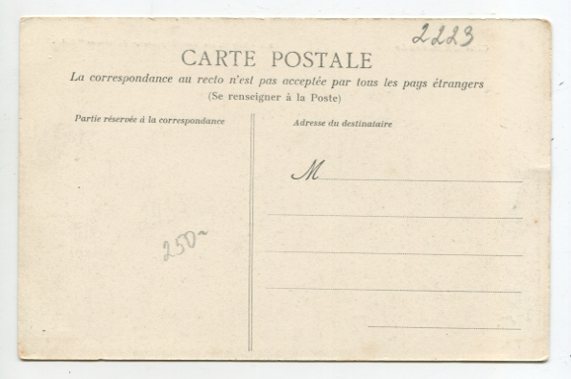 2223
CARTE POSTALE
La correspondance au recto n'est pas acceptée par tous les pays étrangers
(Se renseigner à la Poste)
Partie réservée à la correspondance
Adresse du destinataire
M
250~